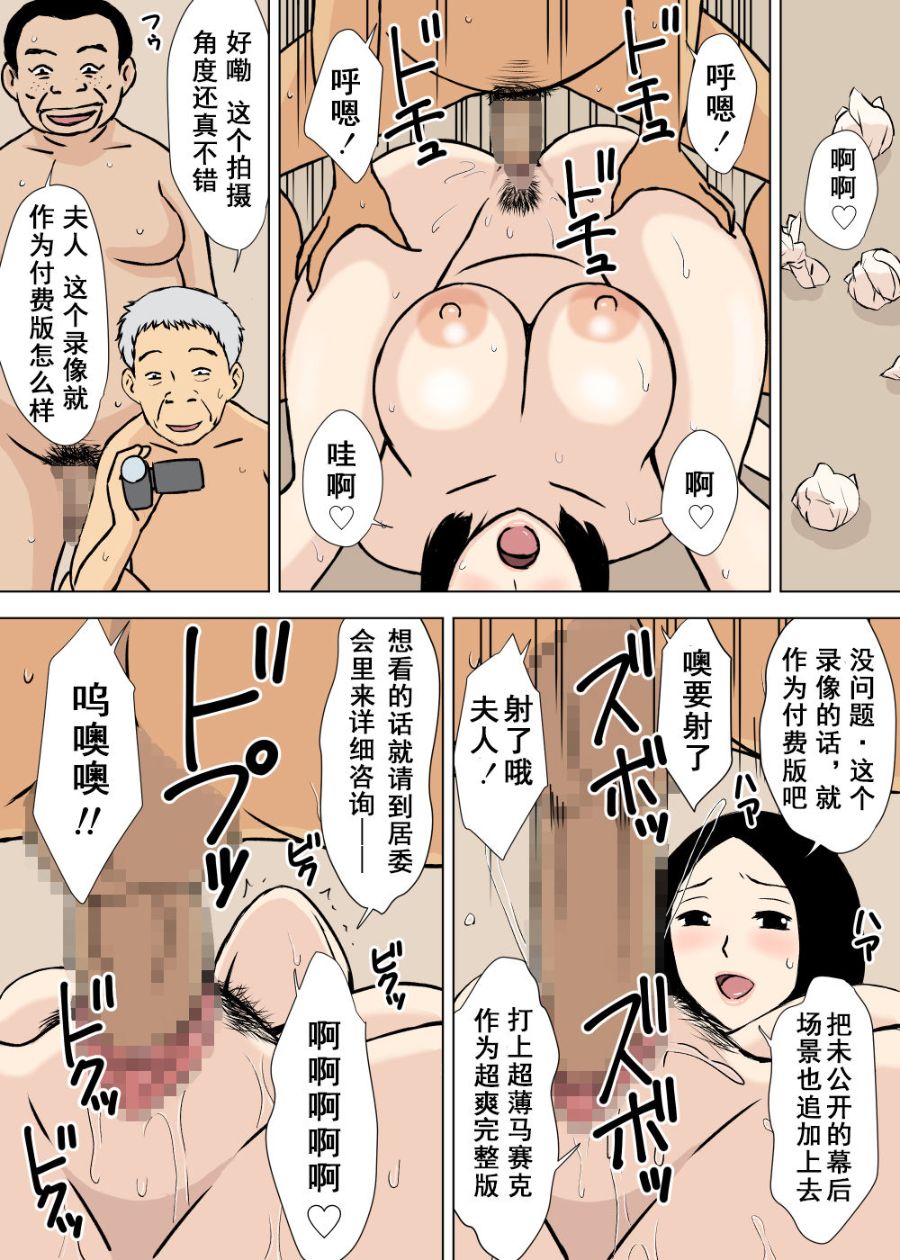 啊
啊
♡
呼
嗯
！
呼
嗯
！
ドチュ
ドチュ
ドチュ
啊
♡
哇
啊
♡
好嘞 这个拍摄
角度还真不错
フゥ
夫人 这个录像就
作为付费版怎么样
没问题·这个
录像的话，就
作为付费版吧
噢要射了
射了哦
夫人！
ズボ
ズボ
ハァ
ハァ
把未公开的幕后
场景也追加上去
打上超薄马赛克
作为超爽完整版
想看的话就请到居委
会里来详细咨询——
ドプッ
呜噢噢!!
ビグッ
ビクッ
ドクッ
ドクッ
啊啊啊啊啊♡